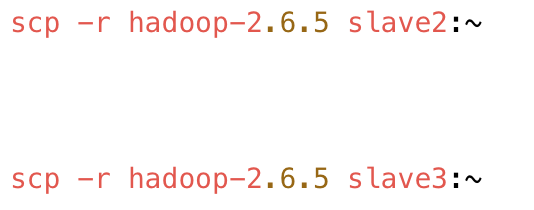 scp -r hadoop-2.6.5 slave2:~
scp -r hadoop-2.6.5 slave3:~